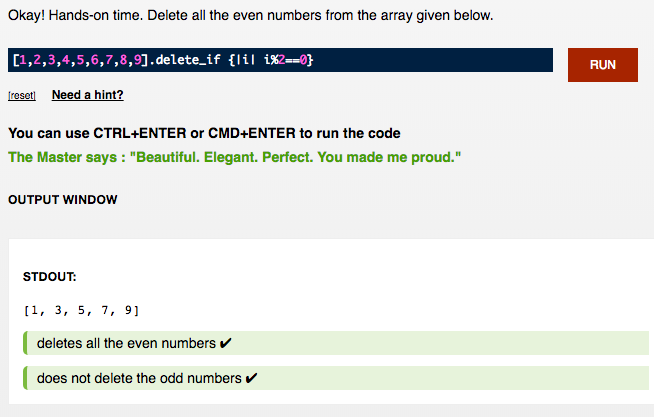 Okay! Hands-on time. Delete all the even numbers from the array given below.
[1,2,3,4,5,6,7,8,9].delete_if {|i| i%2==0}
RUN
[reset] Need a hint?
You can use CTRL+ENTER or CMD+ENTER to run the code
The Master says : "Beautiful. Elegant. Perfect. You made me proud."
OUTPUT WINDOW
STDOUT:
[1, 3, 5, 7, 9]
deletes all the even numbers ✔
does not delete the odd numbers ✔